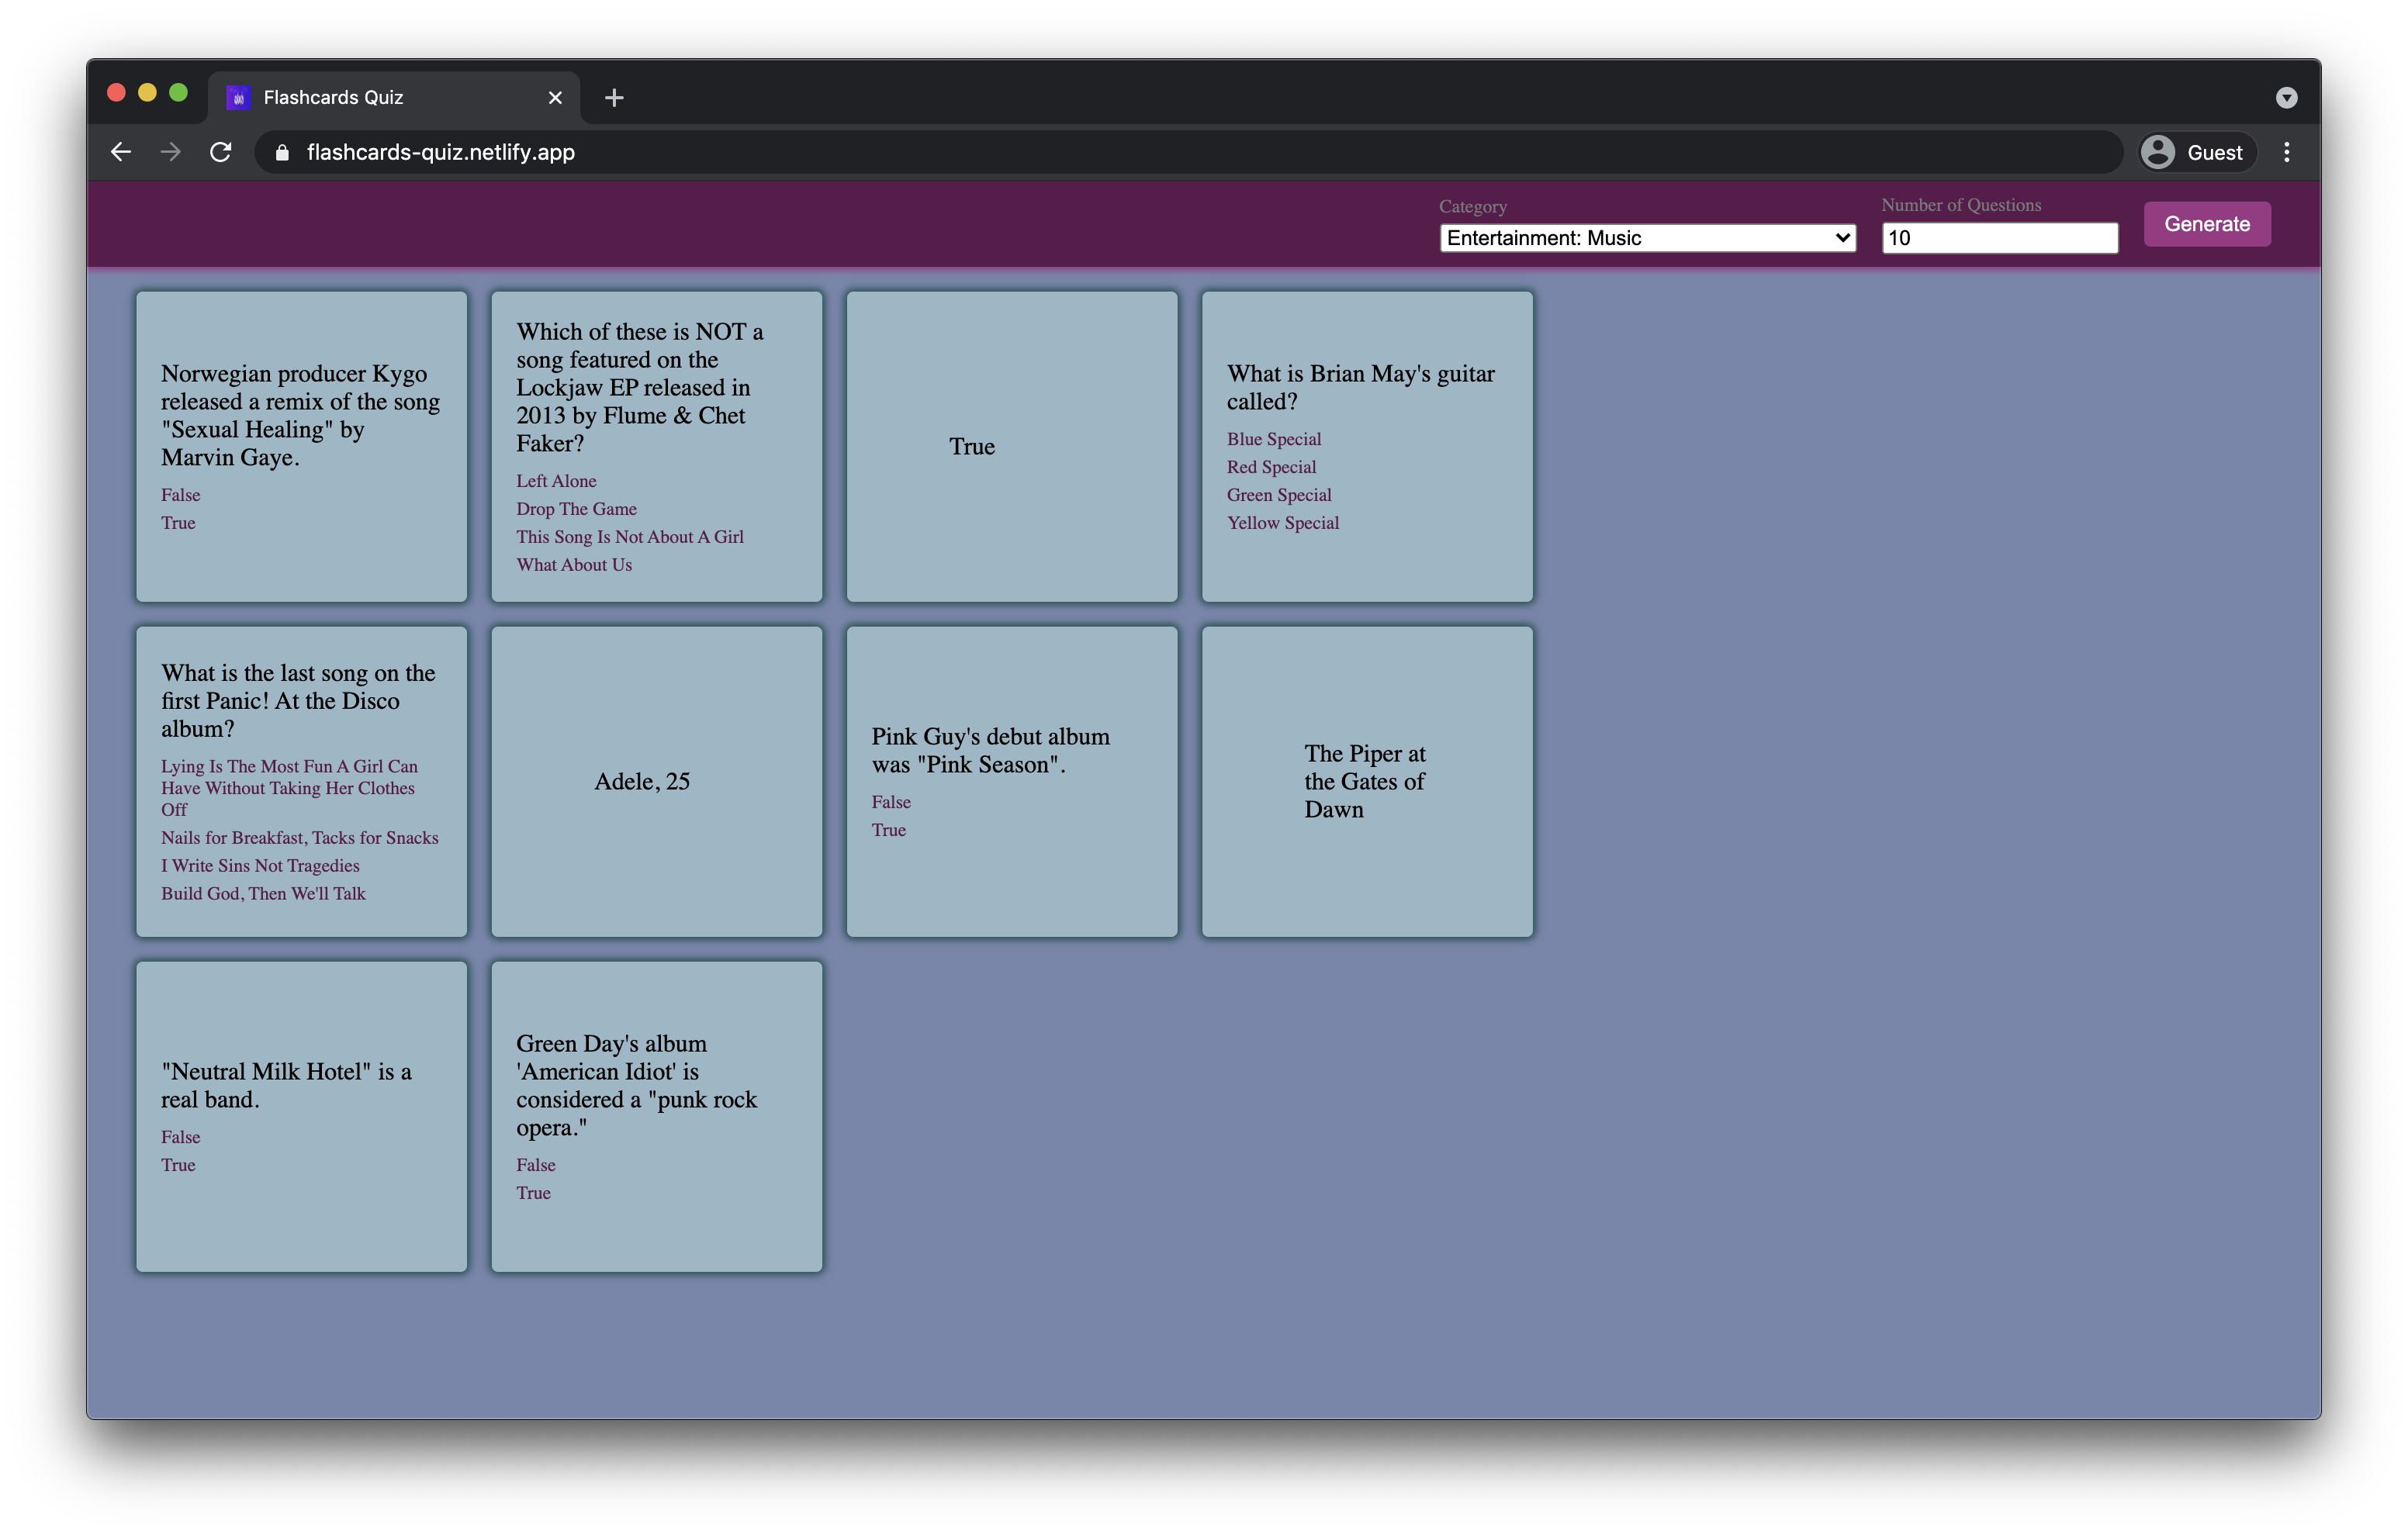 Flashcards Quiz
flashcards-quiz.netlify.app
Guest
Category
Number of Questions
Entertainment: Music
10
Generate
Norwegian producer Kygo
released a remix of the song
"Sexual Healing" by
Marvin Gaye.
False
True
Which of these is NOT a
song featured on the
Lockjaw EP released in
2013 by Flume & Chet
Faker?
Left Alone
Drop The Game
This Song Is Not About A Girl
What About Us
True
What is Brian May's guitar
called?
Blue Special
Red Special
Green Special
Yellow Special
What is the last song on the
first Panic! At the Disco
album?
Lying Is The Most Fun A Girl Can
Have Without Taking Her Clothes
Off
Nails for Breakfast, Tacks for Snacks
I Write Sins Not Tragedies
Build God, Then We'll Talk
Adele, 25
Pink Guy's debut album
was "Pink Season".
False
True
The Piper at
the Gates of
Dawn
"Neutral Milk Hotel" is a
real band.
False
True
Green Day's album
'American Idiot' is
considered a "punk rock
opera."
False
True